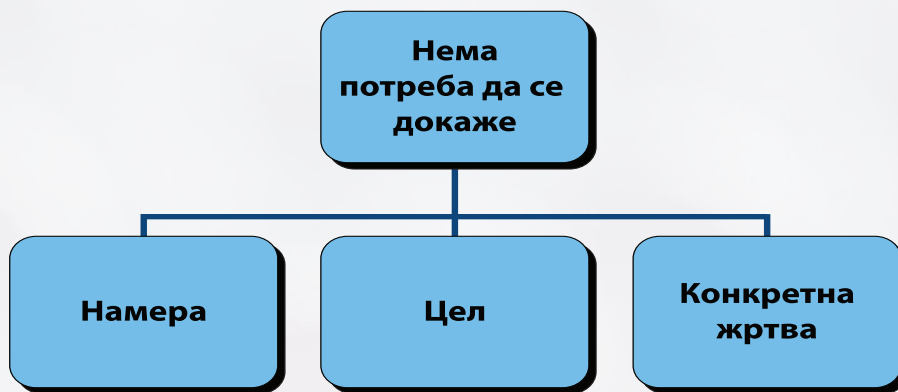 Нема
потреба да се
докаже
Намера
Цел
Конкретна
жртва